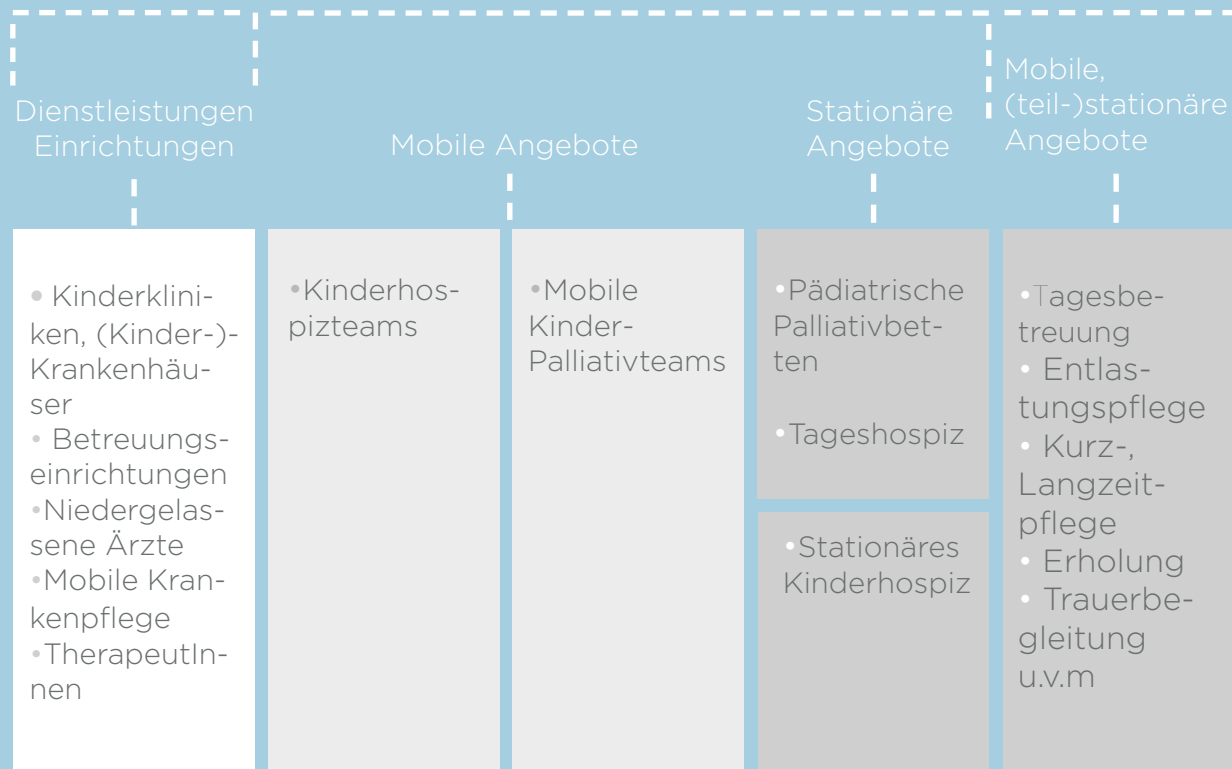 Dienstleistungen
Einrichtungen
Mobile Angebote
Stationäre
Angebote
Mobile,
(teil-)stationäre
Angebote
• Kinderklini-
ken, (Kinder-)-
Krankenhäu-
ser
• Betreuungs-
einrichtungen
•Niedergelas-
sene Ärzte
•Mobile Kran-
kenpflege
•TherapeutIn-
nen
•Kinderhos-
pizteams
•Mobile
Kinder-
Palliativteams
•Pädiatrische
Palliativbet-
ten
•Tageshospiz
•Stationäres
Kinderhospiz
•Tagesbe-
treuung
• Entlas-
tungspflege
• Kurz-,
Langzeit-
pflege
• Erholung
• Trauerbe-
gleitung
u.v.m